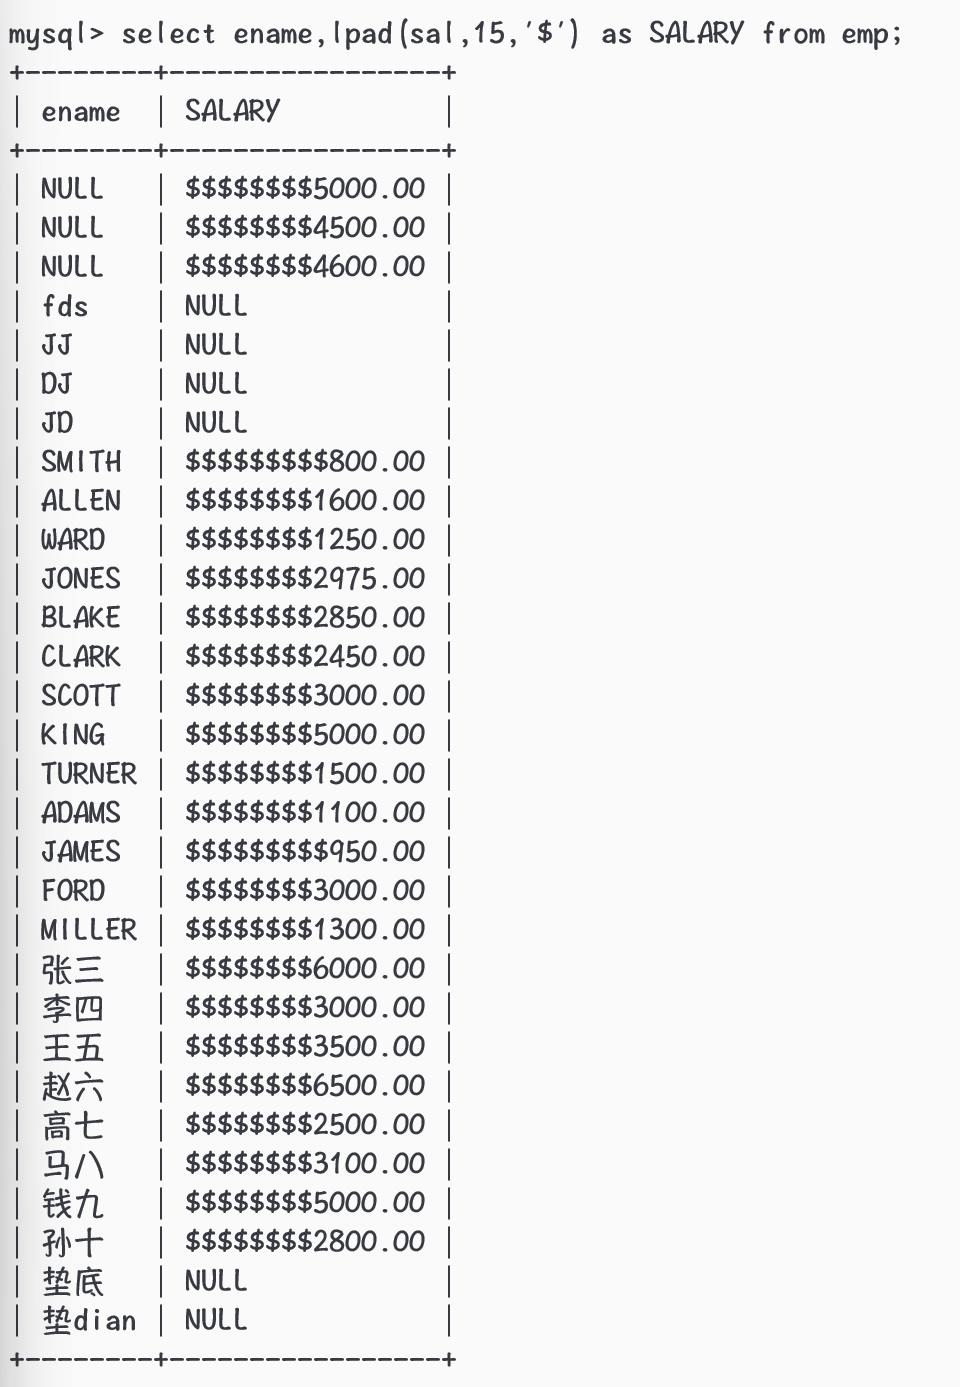 mysql> select ename,lpad(sal,15,'$') as SALARY from emp;
+--------+-----------------+
| ename  | SALARY          |
+--------+-----------------+
| NULL   | $$$$$$$$5000.00 |
| NULL   | $$$$$$$$4500.00 |
| NULL   | $$$$$$$$4600.00 |
| fds    | NULL            |
| JJ     | NULL            |
| DJ     | NULL            |
| JD     | NULL            |
| SMITH  | $$$$$$$$$800.00 |
| ALLEN  | $$$$$$$$1600.00 |
| WARD   | $$$$$$$$1250.00 |
| JONES  | $$$$$$$$2975.00 |
| BLAKE  | $$$$$$$$2850.00 |
| CLARK  | $$$$$$$$2450.00 |
| SCOTT  | $$$$$$$$3000.00 |
| KING   | $$$$$$$$5000.00 |
| TURNER | $$$$$$$$1500.00 |
| ADAMS  | $$$$$$$$1100.00 |
| JAMES  | $$$$$$$$$950.00 |
| FORD   | $$$$$$$$3000.00 |
| MILLER | $$$$$$$$1300.00 |
| 张三   | $$$$$$$$6000.00 |
| 李四   | $$$$$$$$3000.00 |
| 王五   | $$$$$$$$3500.00 |
| 赵六   | $$$$$$$$6500.00 |
| 高七   | $$$$$$$$2500.00 |
| 马八   | $$$$$$$$3100.00 |
| 钱九   | $$$$$$$$5000.00 |
| 孙十   | $$$$$$$$2800.00 |
| 垫底   | NULL            |
| 垫dian | NULL            |
+--------+-----------------+